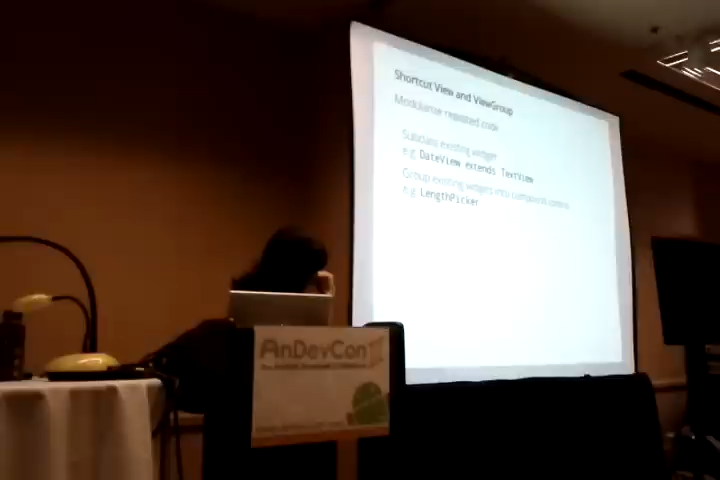 Shortcut View and ViewGroup
Modularise repeated code
Subclass existing widget
e.g. DateView extends TextView
Group existing widgets into compound control
e.g. LengthPicker
AnDevCon